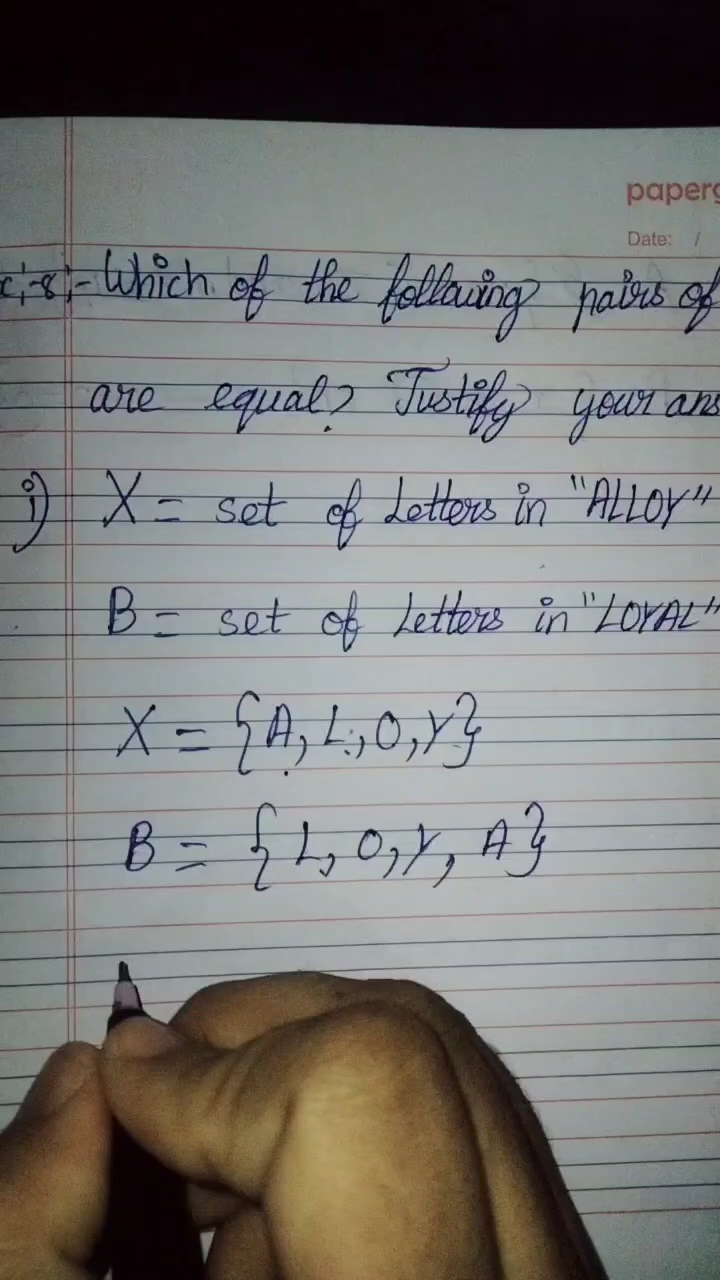 paperg
Date: /
c,-8:- Which of the following pairs of
are equal? Justify your ans
i) X = set of Letters in "ALLOY"
B = set of Letters in "LOYAL"
X = {A, L, O, Y}
B = {L, O, Y, A}